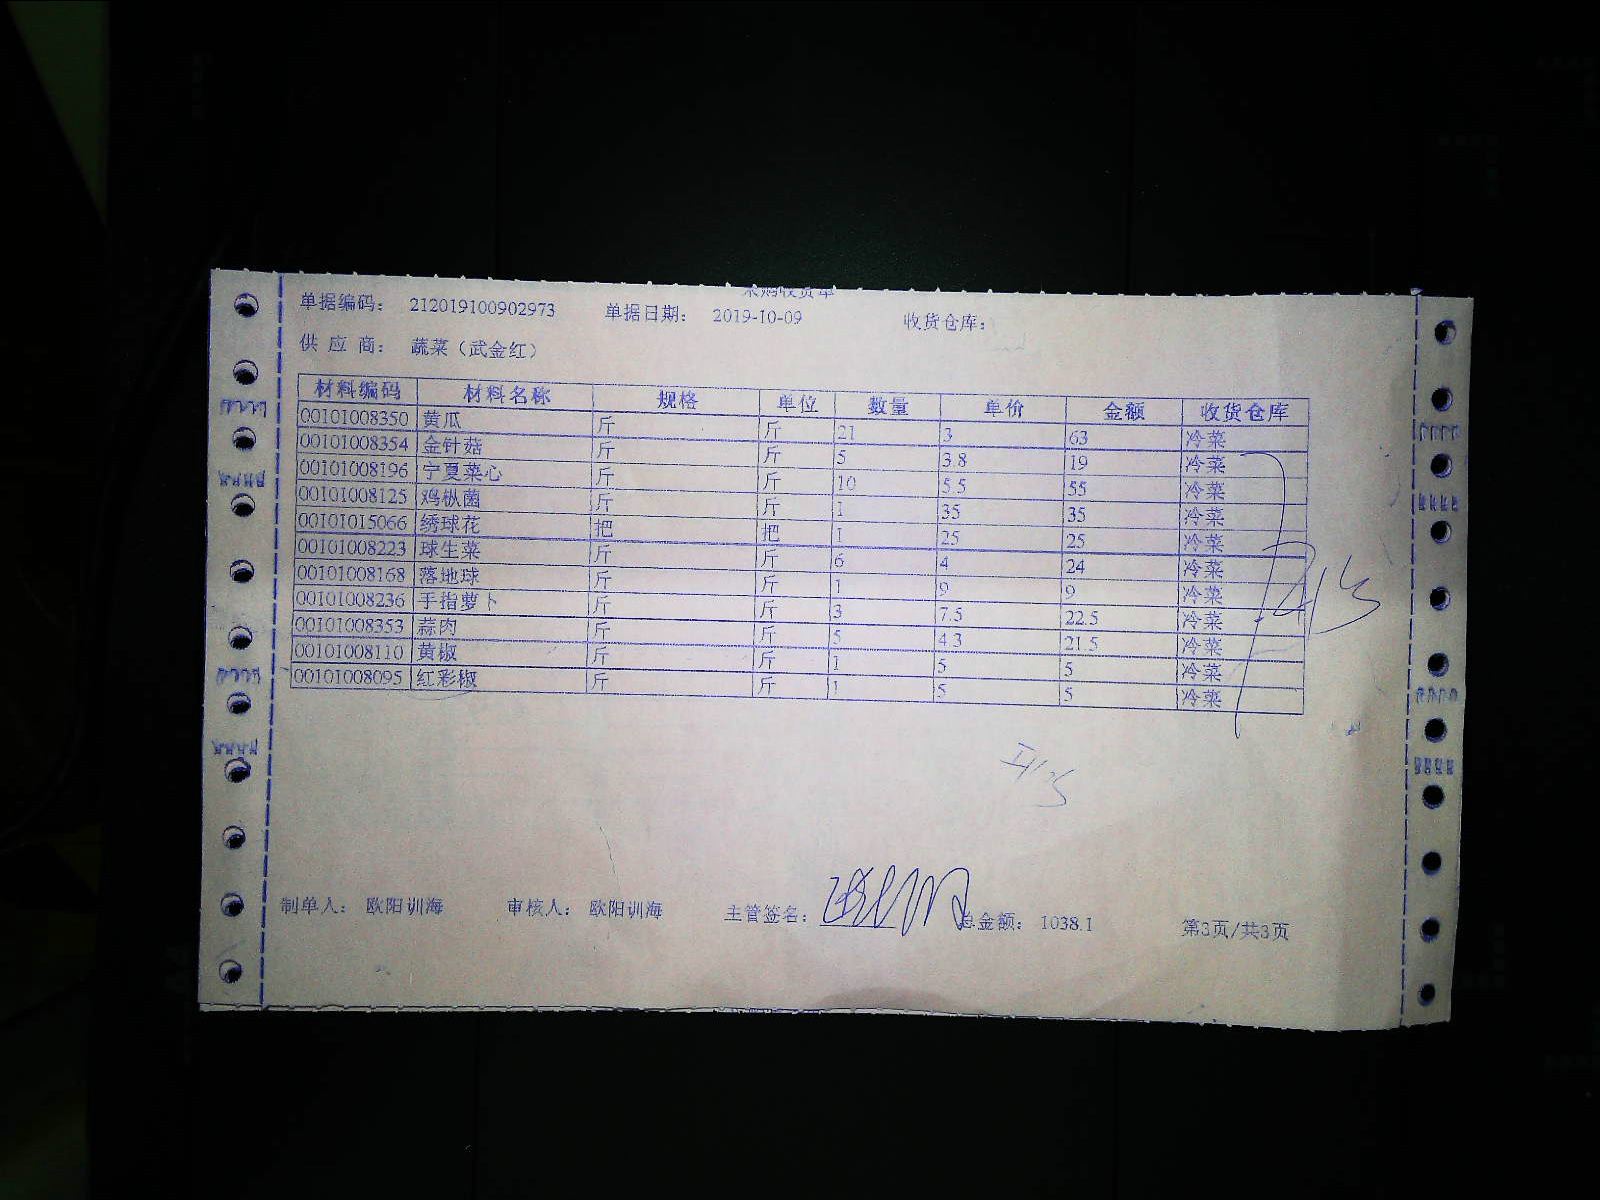 采购收货单
单据编码： 212019100902973 单据日期： 2019-10-09 收货仓库：
供 应 商： 蔬菜（武金红）
材料编码 材料名称 规格 单位 数量 单价 金额 收货仓库
00101008350 黄瓜 斤 斤 21 3 63 冷菜
00101008354 金针菇 斤 斤 5 3.8 19 冷菜
00101008196 宁夏菜心 斤 斤 10 5.5 55 冷菜
00101008125 鸡枞菌 斤 斤 1 35 35 冷菜
00101015066 绣球花 把 把 1 25 25 冷菜
00101008223 球生菜 斤 斤 6 4 24 冷菜
00101008168 落地球 斤 斤 1 9 9 冷菜
00101008236 手指萝卜 斤 斤 3 7.5 22.5 冷菜
00101008353 蒜肉 斤 斤 5 4.3 21.5 冷菜
00101008110 黄椒 斤 斤 1 5 5 冷菜
00101008095 红彩椒 斤 斤 1 5 5 冷菜
制单人： 欧阳训海 审核人： 欧阳训海 主管签名： 总金额： 1038.1 第3页/共3页